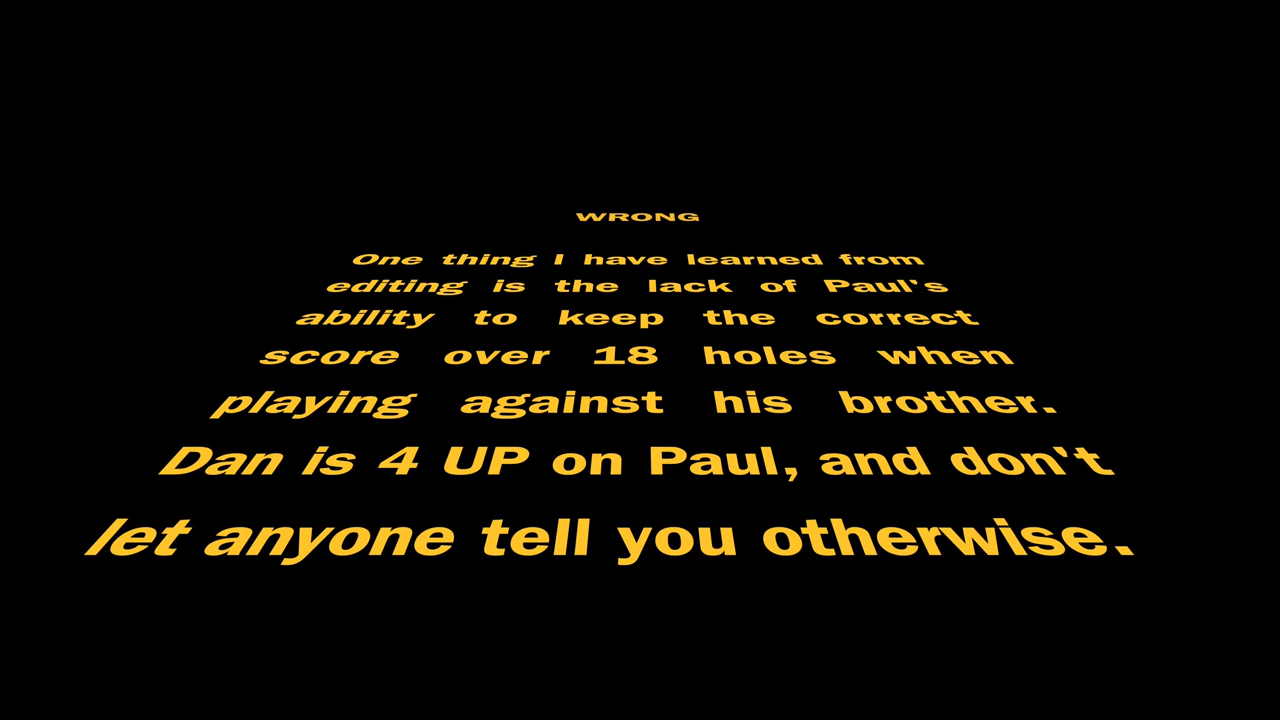 WRONG
One thing I have learned from
editing is the lack of Paul's
ability to keep the correct
score over 18 holes when
playing against his brother.
Dan is 4 UP on Paul, and don't
let anyone tell you otherwise.